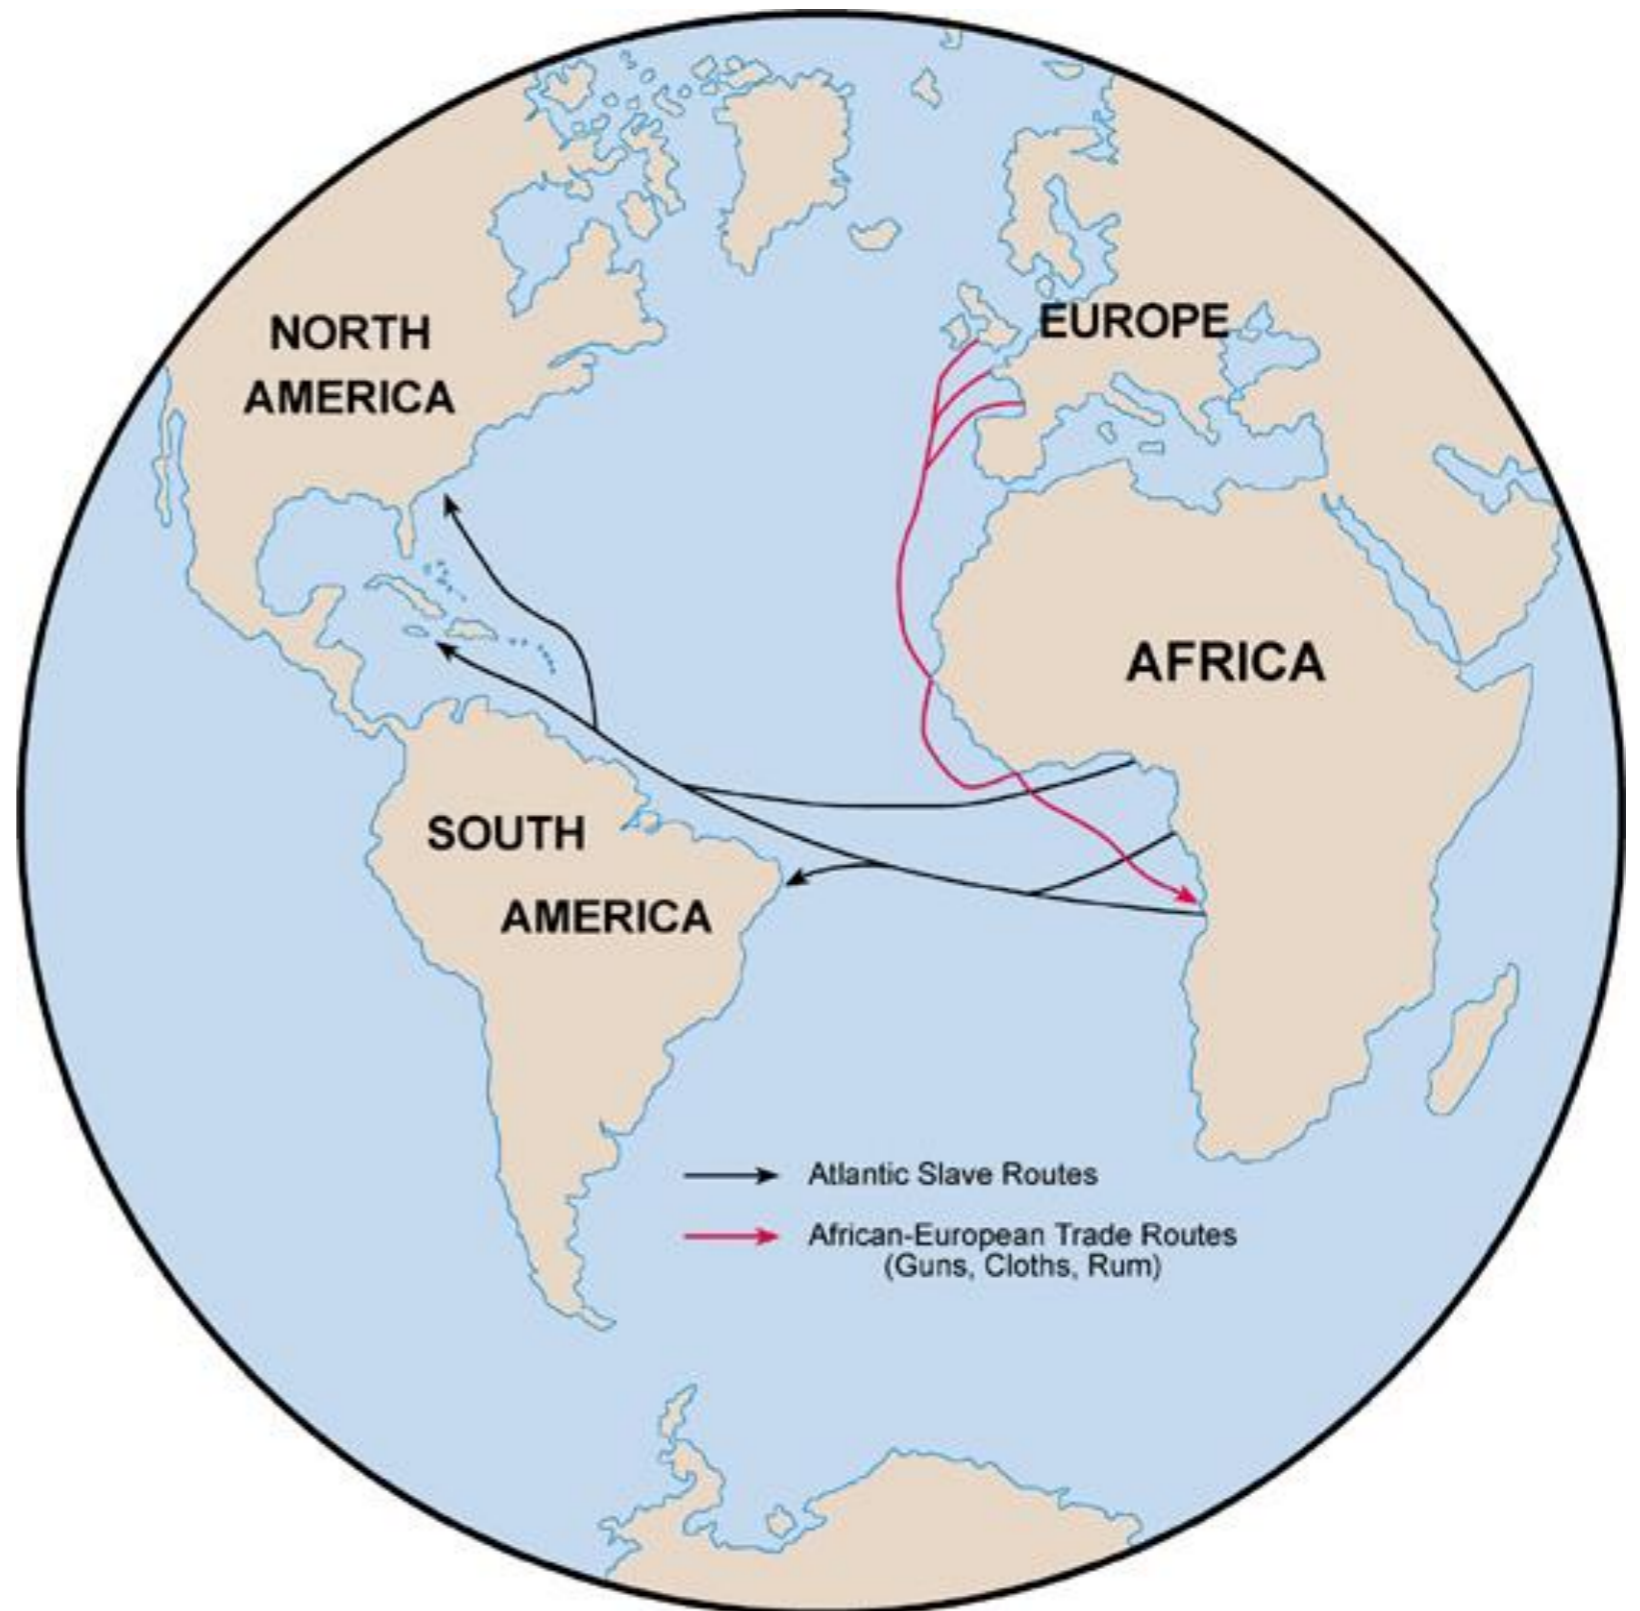 NORTH
AMERICA
EUROPE
AFRICA
SOUTH
AMERICA
Atlantic Slave Routes
African-European Trade Routes
(Guns, Cloths, Rum)